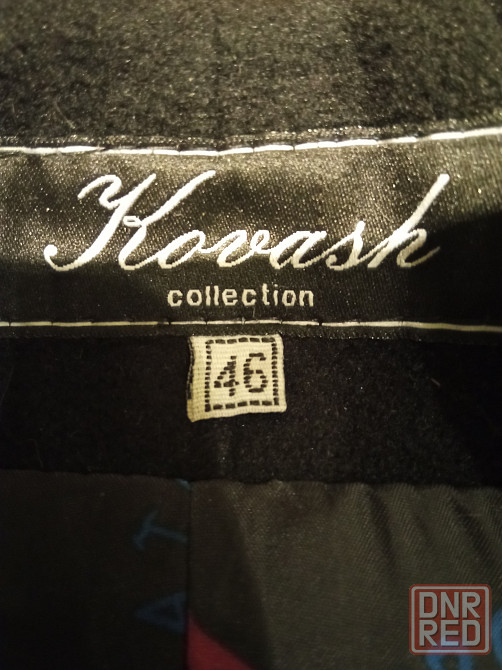 Kovash
collection
46
T
A
DNR
RED